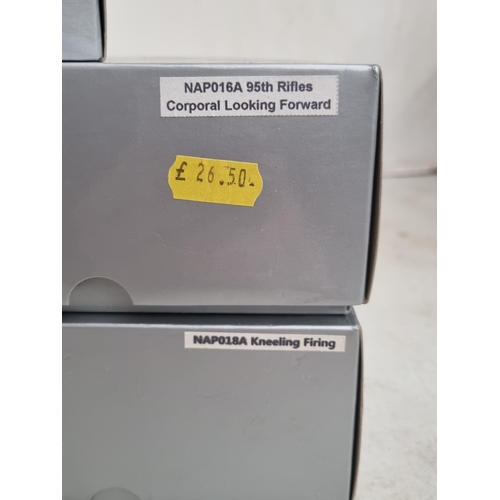 NAP016A 95th Rifles
Corporal Looking Forward
£ 26.50.
NAP018A Kneeling Firing